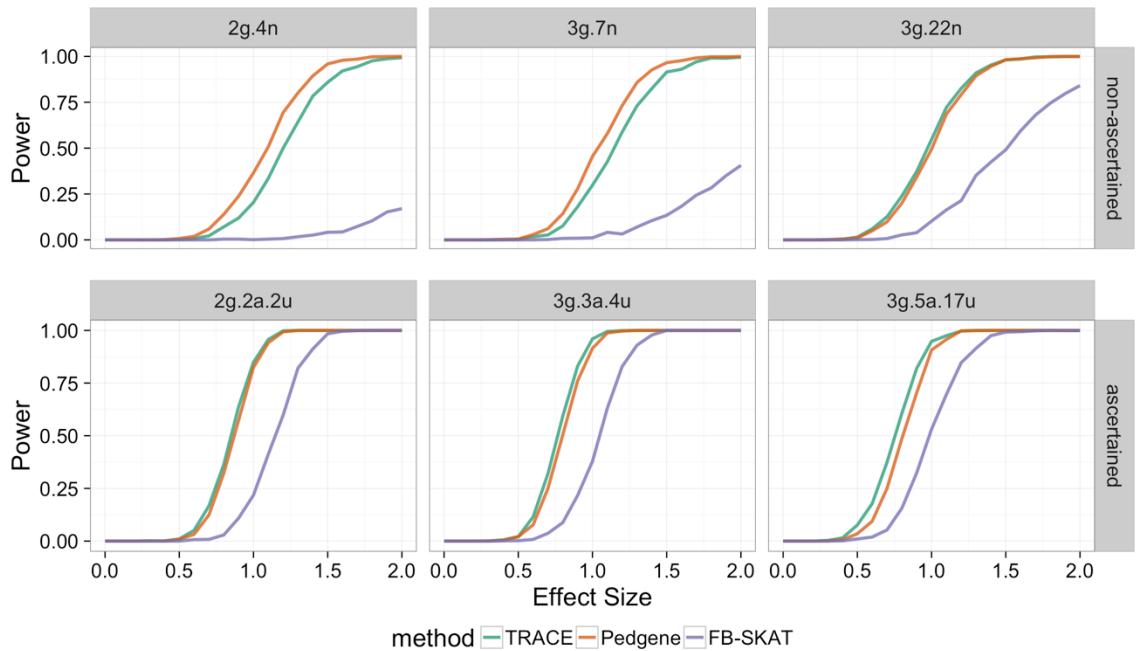 2g.4n 3g.7n 3g.22n
1.00
0.75
0.50
0.25
0.00
Power
non-ascertained
2g.2a.2u 3g.3a.4u 3g.5a.17u
1.00
0.75
0.50
0.25
0.00
Power
ascertained
0.0 0.5 1.0 1.5 2.0 0.0 0.5 1.0 1.5 2.0 0.0 0.5 1.0 1.5 2.0
Effect Size
method TRACE Pedgene FB-SKAT